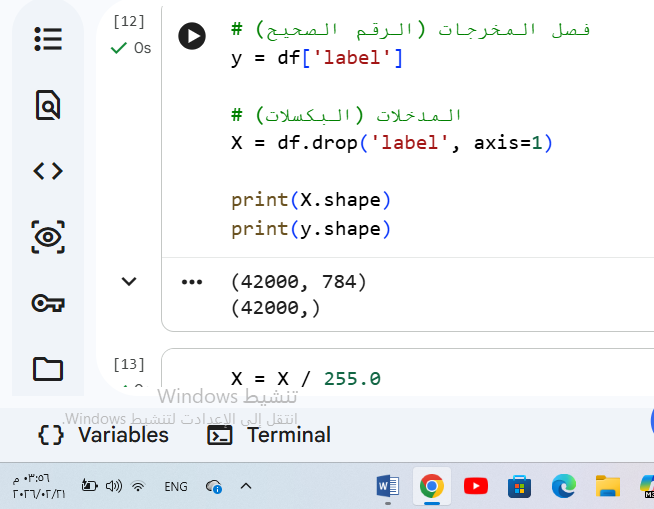 [12]
0s
# فصل المخرجات (الرقم الصحيح)
y = df['label']
# المدخلات (البكسلات)
X = df.drop('label', axis=1)
print(X.shape)
print(y.shape)
(42000, 784)
(42000,)
[13]
X = X / 255.0
تنشيط Windows
انتقل إلى الإعدادات لتنشيط Windows.
{} Variables
Terminal
٠٣:٥٦ م
ENG
٢٠٢٦/٠٢/٢١